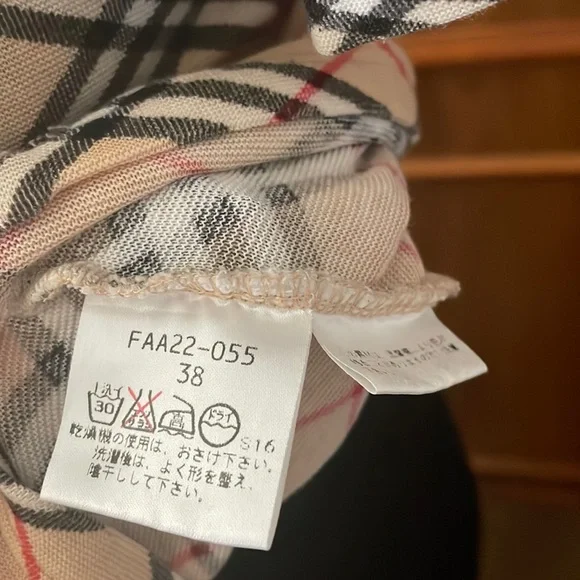 FAA22-055
38
30 高 ドライ
S16
乾燥機の使用は、おさけ下さい。
洗濯後は、よく形を整え、
陰干しして下さい。